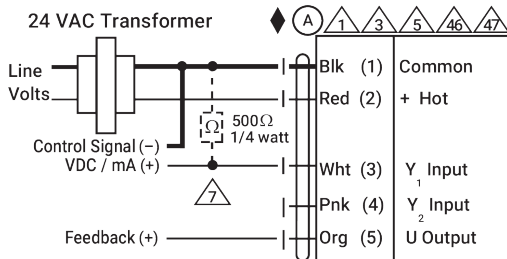 24 VAC Transformer
A 1 3 5 46 47
Line
Volts
Blk (1) Common
Red (2) + Hot
Ω 500Ω
1/4 watt
Control Signal (−)
VDC / mA (+)
Wht (3) Y1 Input
7
Pnk (4) Y2 Input
Feedback (+)
Org (5) U Output